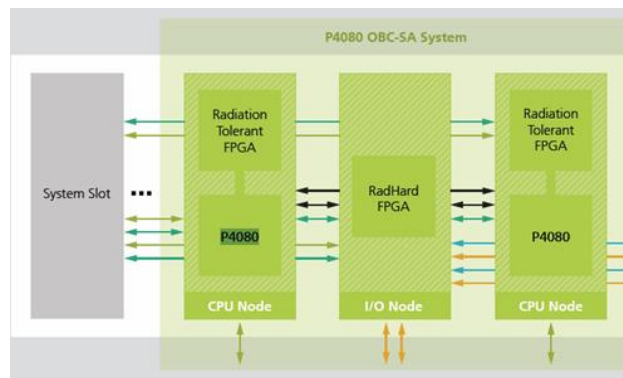 P4080 OBC-SA System
System Slot
...
Radiation
Tolerant
FPGA
P4080
CPU Node
RadHard
FPGA
I/O Node
Radiation
Tolerant
FPGA
P4080
CPU Node